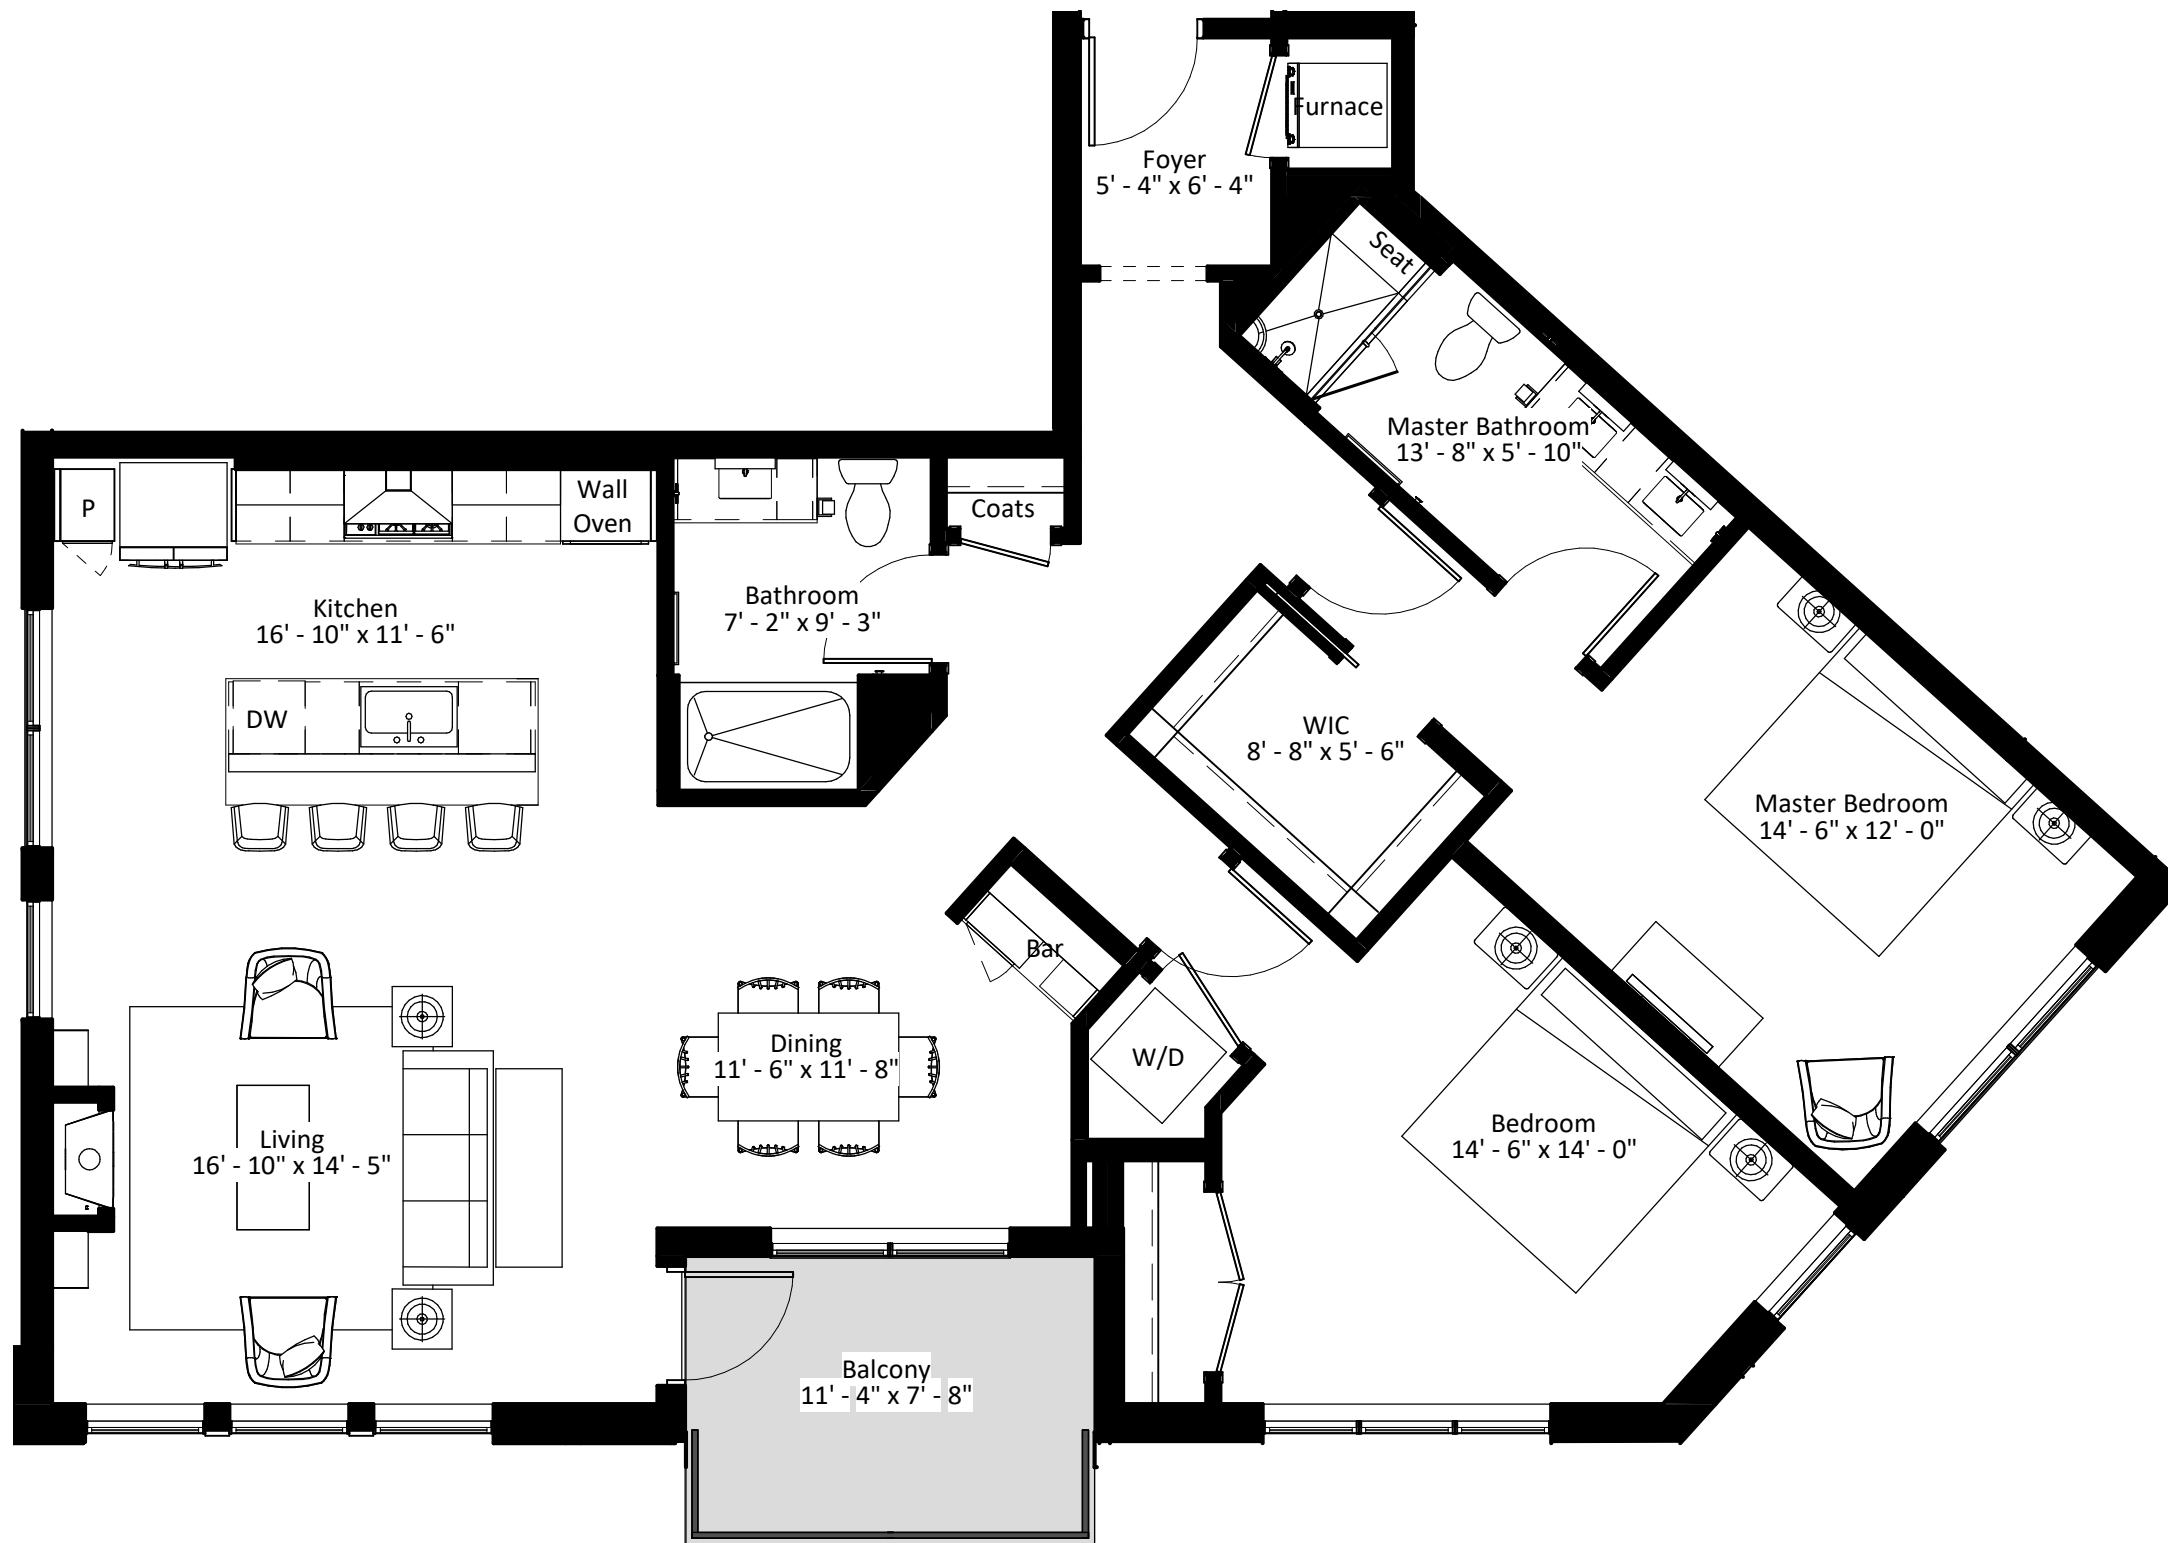 Furnace
Foyer
5' - 4" x 6' - 4"
Seat
Master Bathroom
13' - 8" x 5' - 10"
P
Wall
Oven
Coats
Kitchen
16' - 10" x 11' - 6"
Bathroom
7' - 2" x 9' - 3"
DW
WIC
8' - 8" x 5' - 6"
Master Bedroom
14' - 6" x 12' - 0"
Bar
Dining
11' - 6" x 11' - 8"
W/D
Living
16' - 10" x 14' - 5"
Bedroom
14' - 6" x 14' - 0"
Balcony
11' - 4" x 7' - 8"